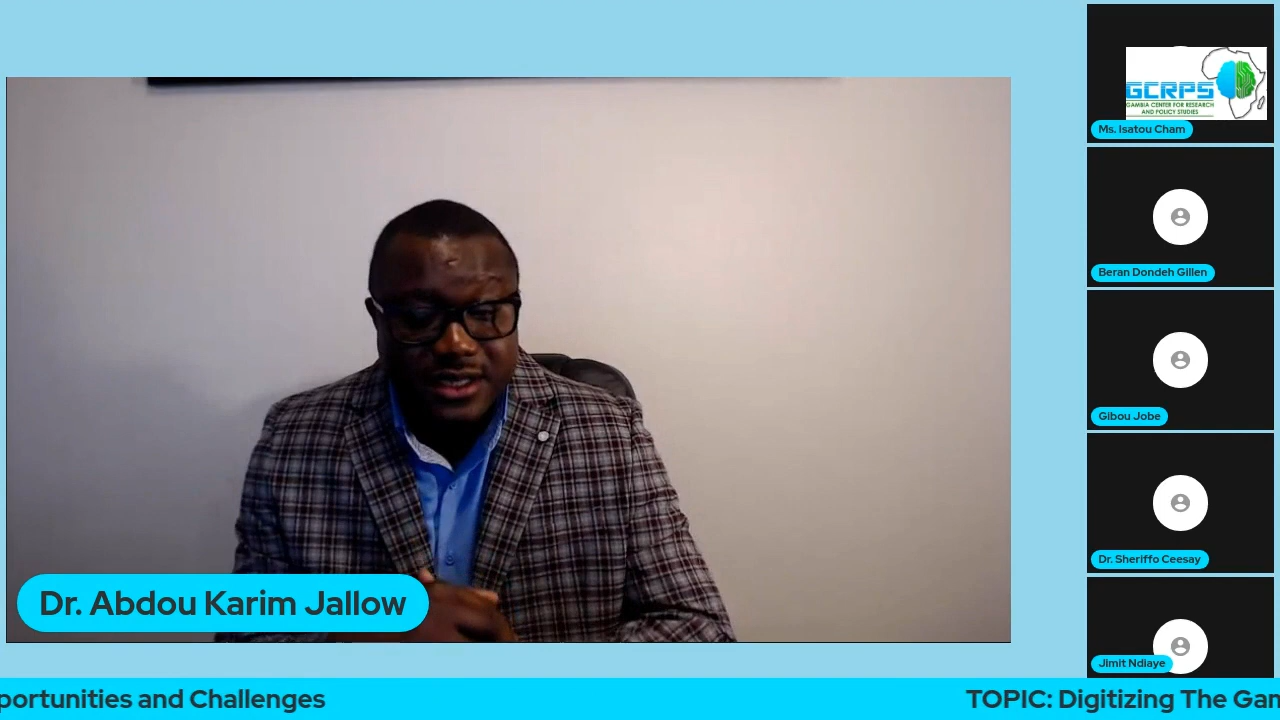 GCRPS
GAMBIA CENTER FOR RESEARCH
AND POLICY STUDIES
Ms. Isatou Cham
Beran Dondeh Gillen
Gibou Jobe
Dr. Sheriffo Ceesay
Jimit Ndiaye
Dr. Abdou Karim Jallow
portunities and Challenges
TOPIC: Digitizing The Gam